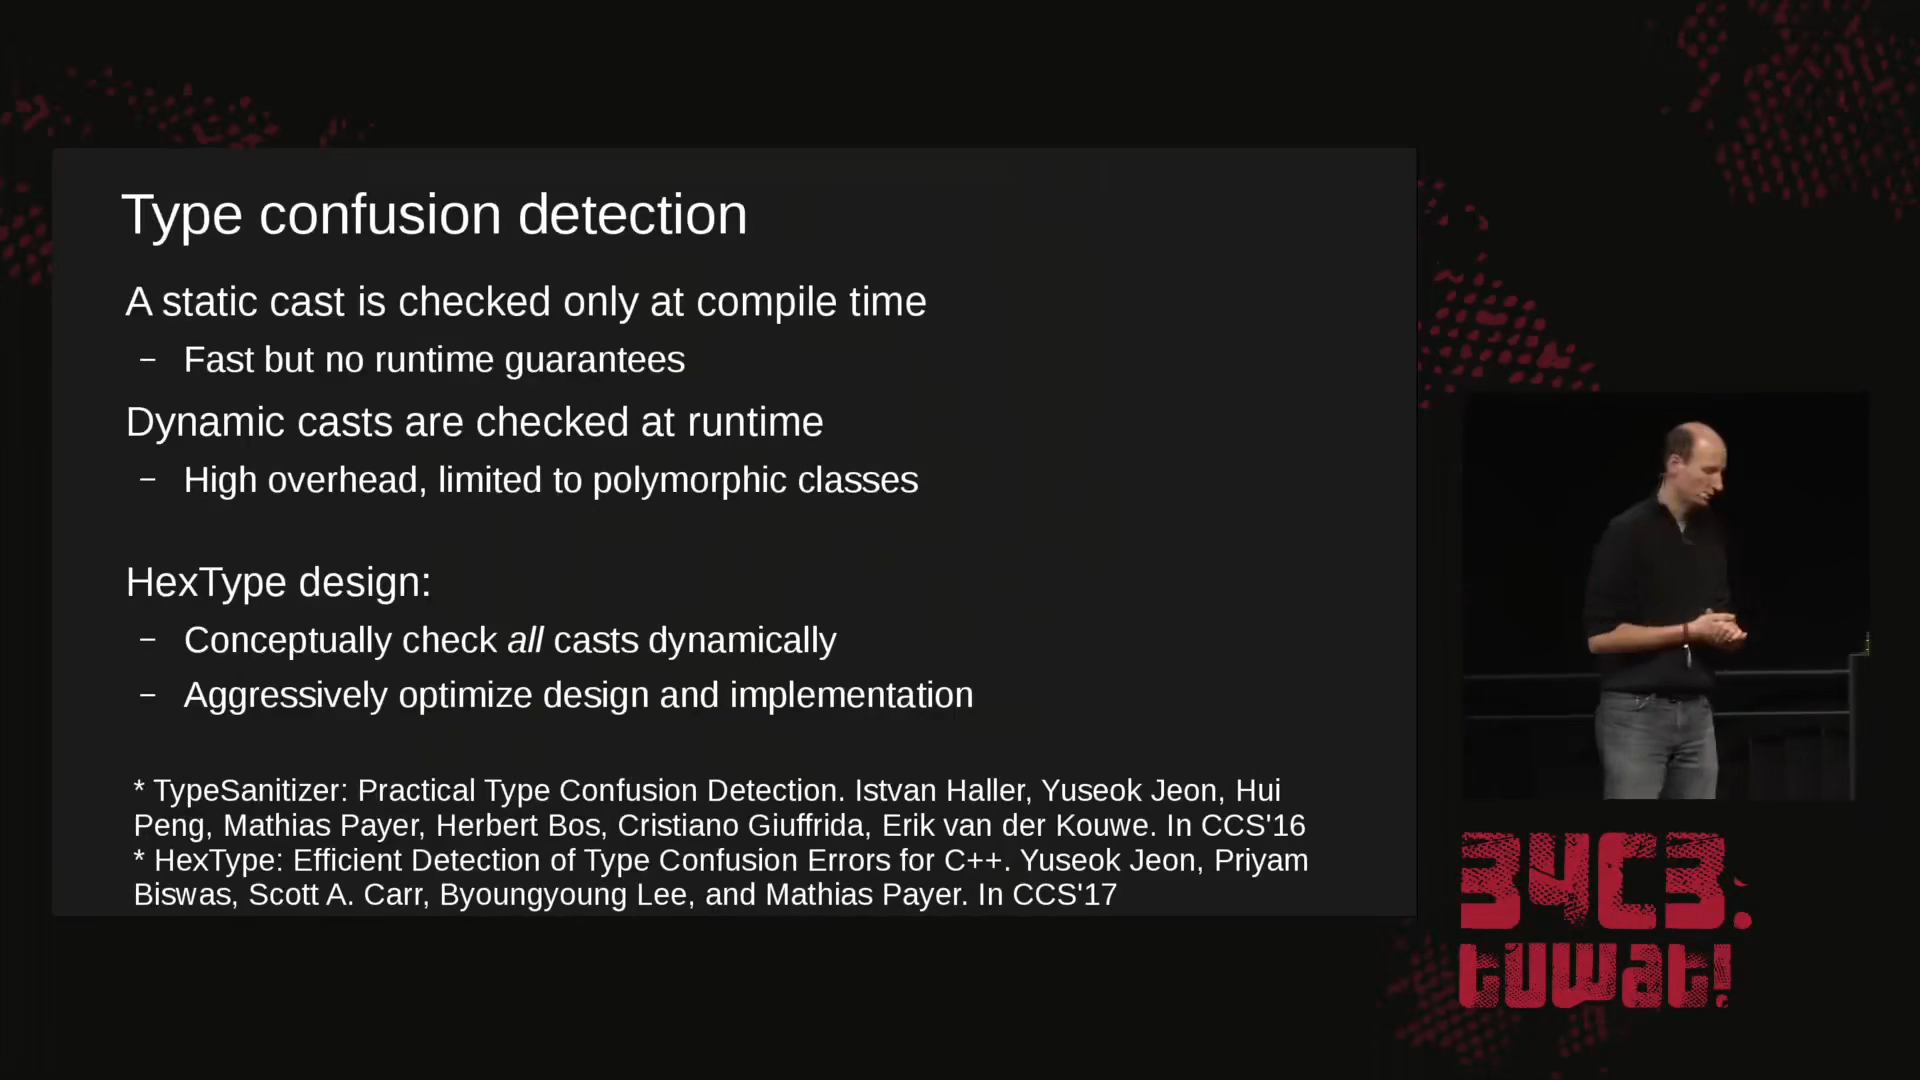 Type confusion detection
A static cast is checked only at compile time
– Fast but no runtime guarantees
Dynamic casts are checked at runtime
– High overhead, limited to polymorphic classes
HexType design:
– Conceptually check all casts dynamically
– Aggressively optimize design and implementation
* TypeSanitizer: Practical Type Confusion Detection. Istvan Haller, Yuseok Jeon, Hui
Peng, Mathias Payer, Herbert Bos, Cristiano Giuffrida, Erik van der Kouwe. In CCS'16
* HexType: Efficient Detection of Type Confusion Errors for C++. Yuseok Jeon, Priyam
Biswas, Scott A. Carr, Byoungyoung Lee, and Mathias Payer. In CCS'17
34C3.
tuwat!